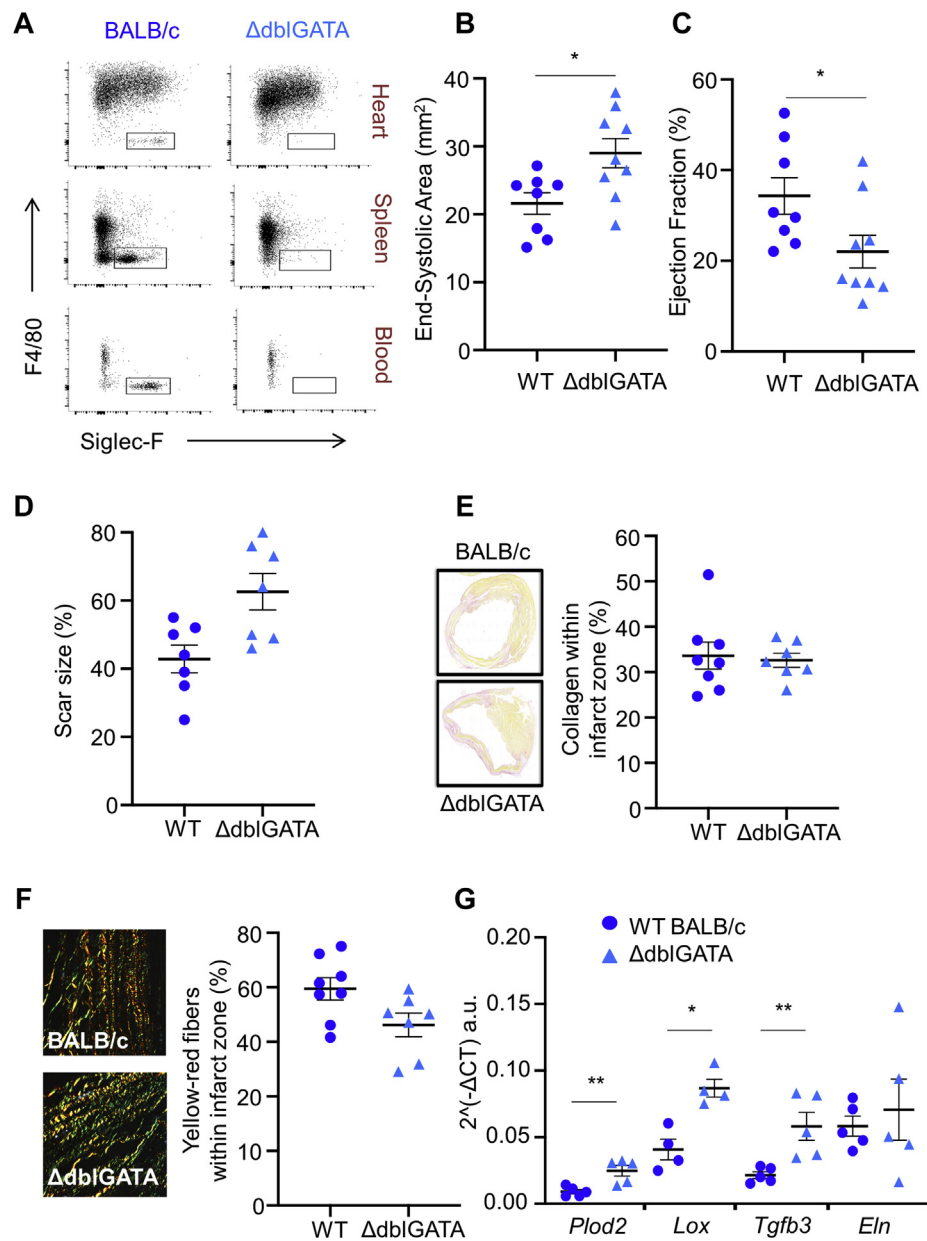 A
BALB/c
ΔdblGATA
Heart
Spleen
Blood
F4/80
Siglec-F
B
*
End-Systolic Area (mm²)
40
30
20
10
0
WT
ΔdblGATA
C
*
Ejection Fraction (%)
60
40
20
0
WT
ΔdblGATA
D
Scar size (%)
80
60
40
20
0
WT
ΔdblGATA
E
BALB/c
ΔdblGATA
Collagen within
infarct zone (%)
60
50
40
30
20
10
0
WT
ΔdblGATA
F
BALB/c
ΔdblGATA
Yellow-red fibers
within infarct zone (%)
80
60
40
20
0
WT
ΔdblGATA
G
WT BALB/c
ΔdblGATA
2^(-ΔCT) a.u.
0.20
0.15
0.10
0.05
0.00
**
*
**
Plod2
Lox
Tgfb3
Eln